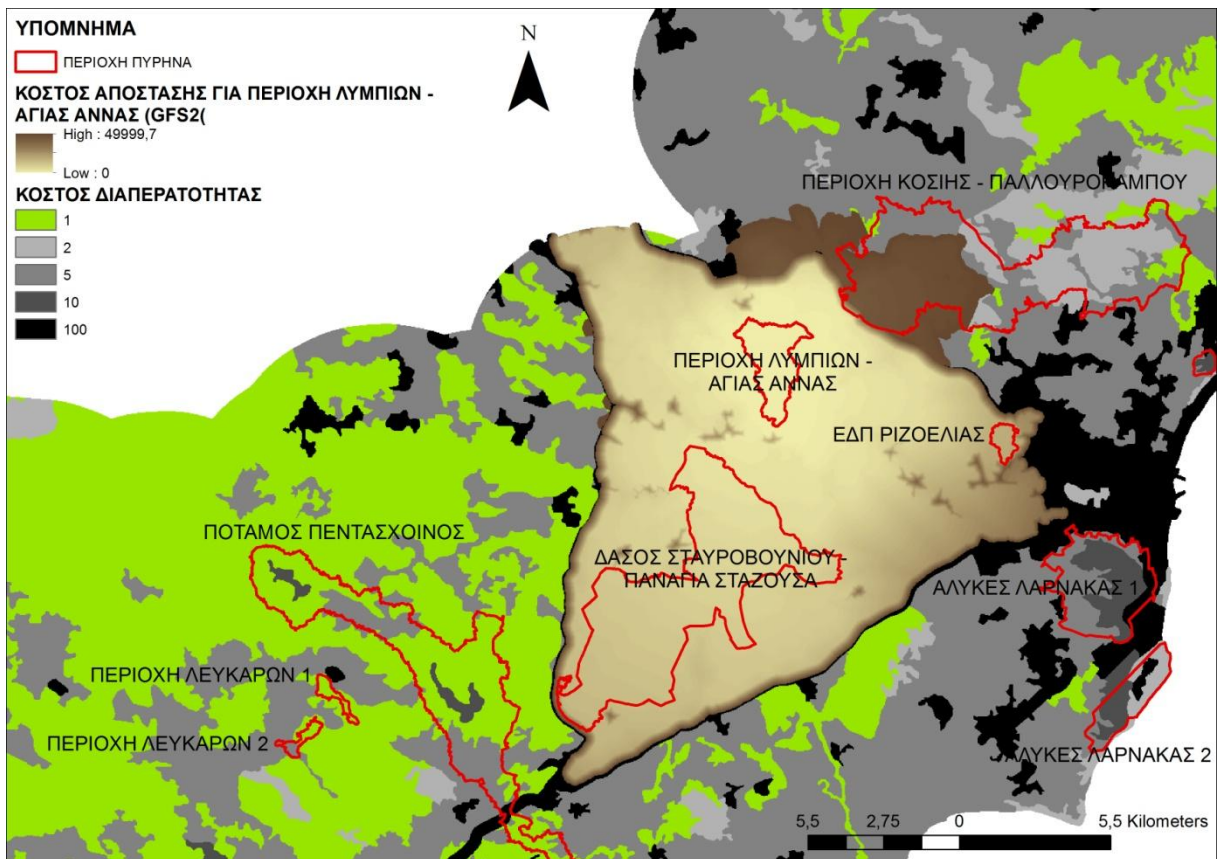 ΥΠΟΜΝΗΜΑ
ΠΕΡΙΟΧΗ ΠΥΡΗΝΑ
ΚΟΣΤΟΣ ΑΠΟΣΤΑΣΗΣ ΓΙΑ ΠΕΡΙΟΧΗ ΛΥΜΠΙΩΝ -
ΑΓΙΑΣ ΑΝΝΑΣ (GFS2(
High : 49999,7
Low : 0
ΚΟΣΤΟΣ ΔΙΑΠΕΡΑΤΟΤΗΤΑΣ
1
2
5
10
100
N
ΠΕΡΙΟΧΗ ΚΟΣΙΗΣ - ΠΑΛΛΟΥΡΟΚΑΜΠΟΥ
ΠΕΡΙΟΧΗ ΛΥΜΠΙΩΝ -
ΑΓΙΑΣ ΑΝΝΑΣ
ΕΔΠ ΡΙΖΟΕΛΙΑΣ
ΠΟΤΑΜΟΣ ΠΕΝΤΑΣΧΟΙΝΟΣ
ΔΑΣΟΣ ΣΤΑΥΡΟΒΟΥΝΙΟΥ -
ΠΑΝΑΓΙΑ ΣΤΑΖΟΥΣΑ
ΑΛΥΚΕΣ ΛΑΡΝΑΚΑΣ 1
ΠΕΡΙΟΧΗ ΛΕΥΚΑΡΩΝ 1
ΠΕΡΙΟΧΗ ΛΕΥΚΑΡΩΝ 2
ΑΛΥΚΕΣ ΛΑΡΝΑΚΑΣ 2
5,5 2,75 0 5,5 Kilometers